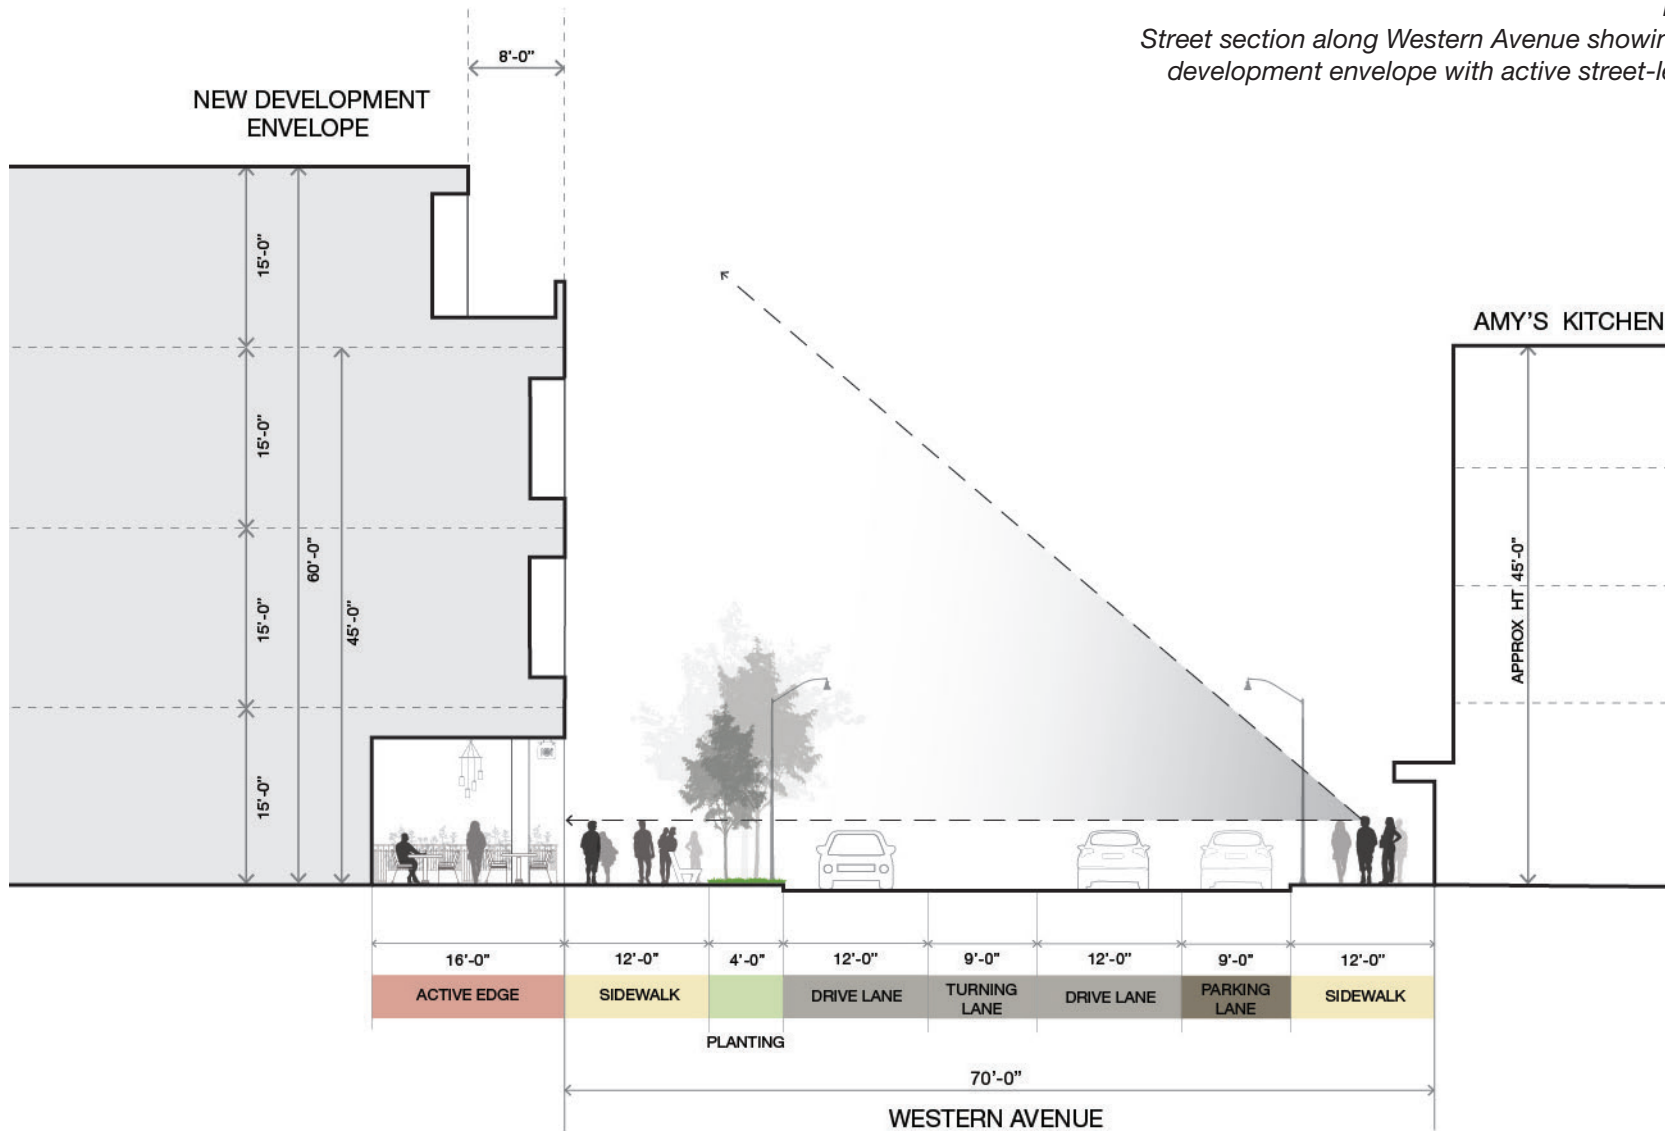 Street section along Western Avenue
development envelope with active
8'-0"
NEW DEVELOPMENT
ENVELOPE
15'-0"
15'-0"
15'-0"
15'-0"
60'-0"
45'-0"
AMY'S KITCHEN
APPROX HT 45'-0"
16'-0"
12'-0"
4'-0"
12'-0"
9'-0"
12'-0"
9'-0"
12'-0"
ACTIVE EDGE
SIDEWALK
DRIVE LANE
TURNING
LANE
DRIVE LANE
PARKING
LANE
SIDEWALK
PLANTING
70'-0"
WESTERN AVENUE